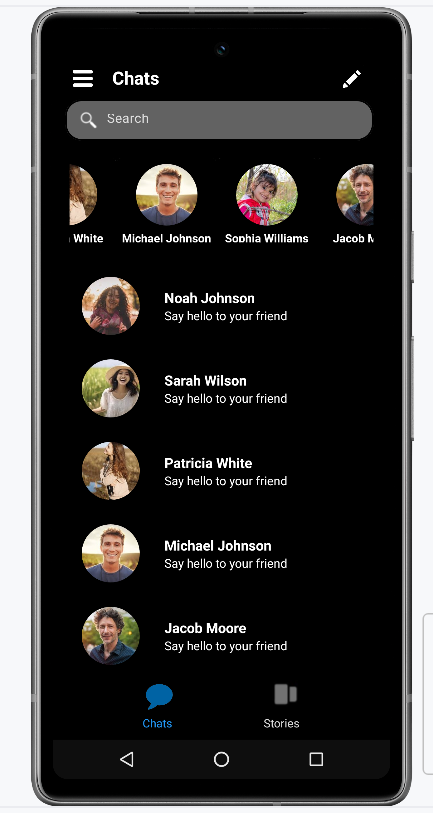 Chats
Search
White
Michael Johnson
Sophia Williams
Jacob M
Noah Johnson
Say hello to your friend
Sarah Wilson
Say hello to your friend
Patricia White
Say hello to your friend
Michael Johnson
Say hello to your friend
Jacob Moore
Say hello to your friend
Chats
Stories